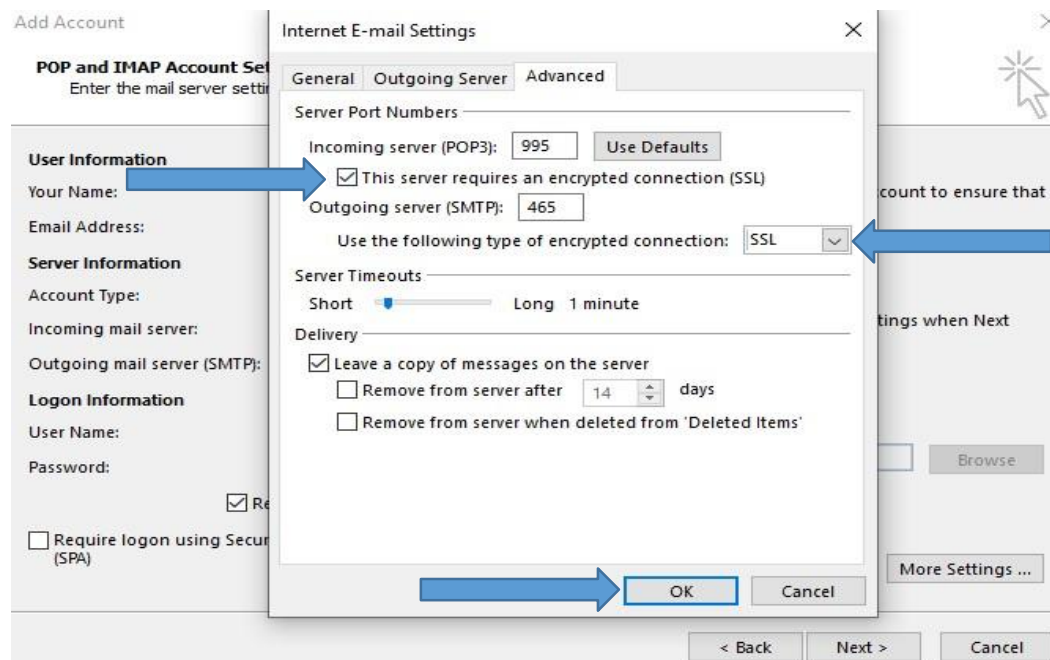 Add Account
POP and IMAP Account Set
Enter the mail server settin
Internet E-mail Settings
General Outgoing Server Advanced
Server Port Numbers
Incoming server (POP3): 995 Use Defaults
This server requires an encrypted connection (SSL)
Outgoing server (SMTP): 465
Use the following type of encrypted connection: SSL
Server Timeouts
Short Long 1 minute
Delivery
Leave a copy of messages on the server
Remove from server after 14 days
Remove from server when deleted from 'Deleted Items'
OK Cancel
User Information
Your Name:
Email Address:
Server Information
Account Type:
Incoming mail server:
Outgoing mail server (SMTP):
Logon Information
User Name:
Password:
Re
Require logon using Secur
(SPA)
count to ensure that
tings when Next
Browse
More Settings ...
< Back Next > Cancel